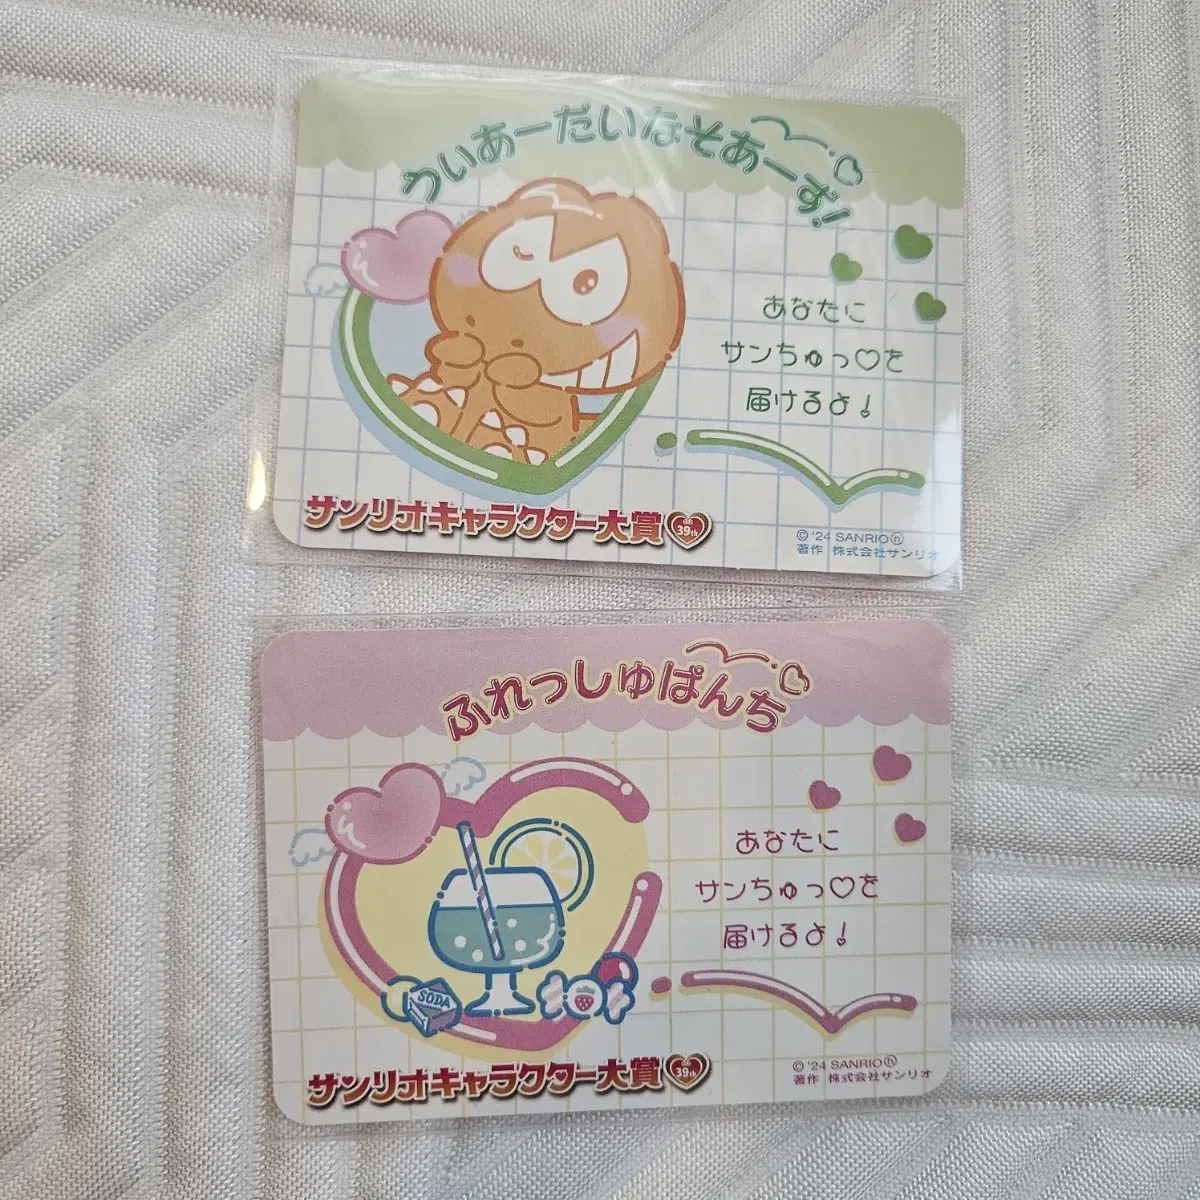 うぃあーだいなそあーず!
あなたに
サンちゅっ♡を
届けるよ!
サンリオキャラクター大賞 39th
© '24 SANRIO ⓗ
著作 株式会社サンリオ
ふれっしゅぱんち
あなたに
サンちゅっ♡を
届けるよ!
SODA
サンリオキャラクター大賞 39th
© '24 SANRIO ⓗ
著作 株式会社サンリオ